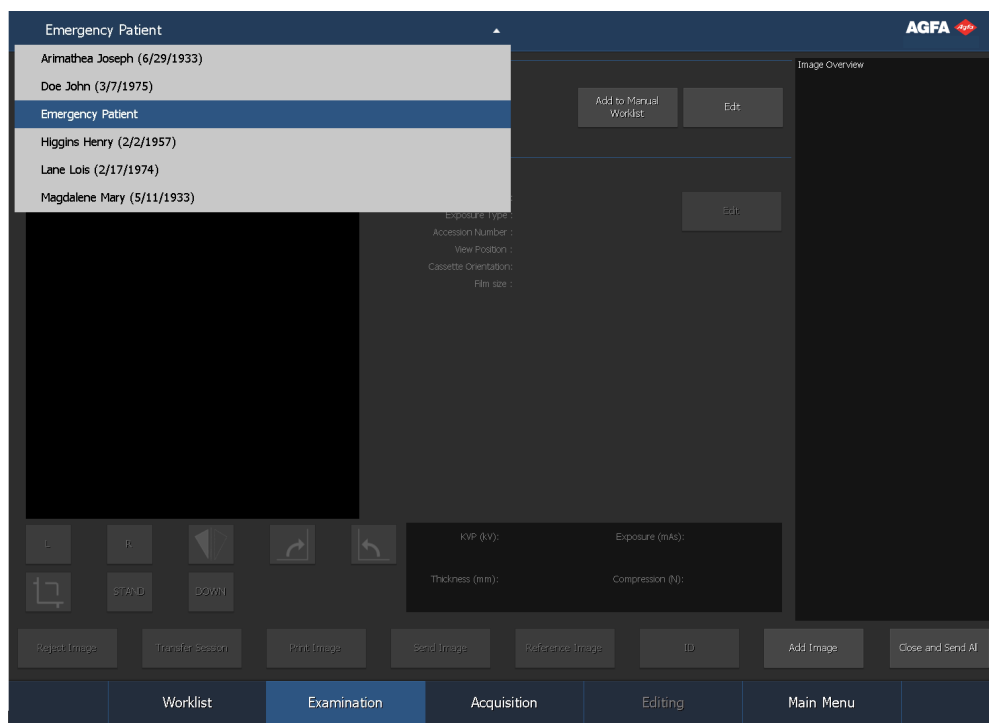 Emergency Patient
AGFA
Agfa
Arimathea Joseph (6/29/1933)
Doe John (3/7/1975)
Emergency Patient
Higgins Henry (2/2/1957)
Lane Lois (2/17/1974)
Magdalene Mary (5/11/1933)
Add to Manual
Worklist
Edit
Image Overview
Edit
Exposure Type :
Accession Number :
View Position :
Cassette Orientation:
Film size :
L
R
STAND
DOWN
KVP (kV):
Exposure (mAs):
Thickness (mm):
Compression (N):
Reject Image
Transfer Session
Print Image
Send Image
Reference Image
ID
Add Image
Close and Send Al
Worklist
Examination
Acquisition
Editing
Main Menu